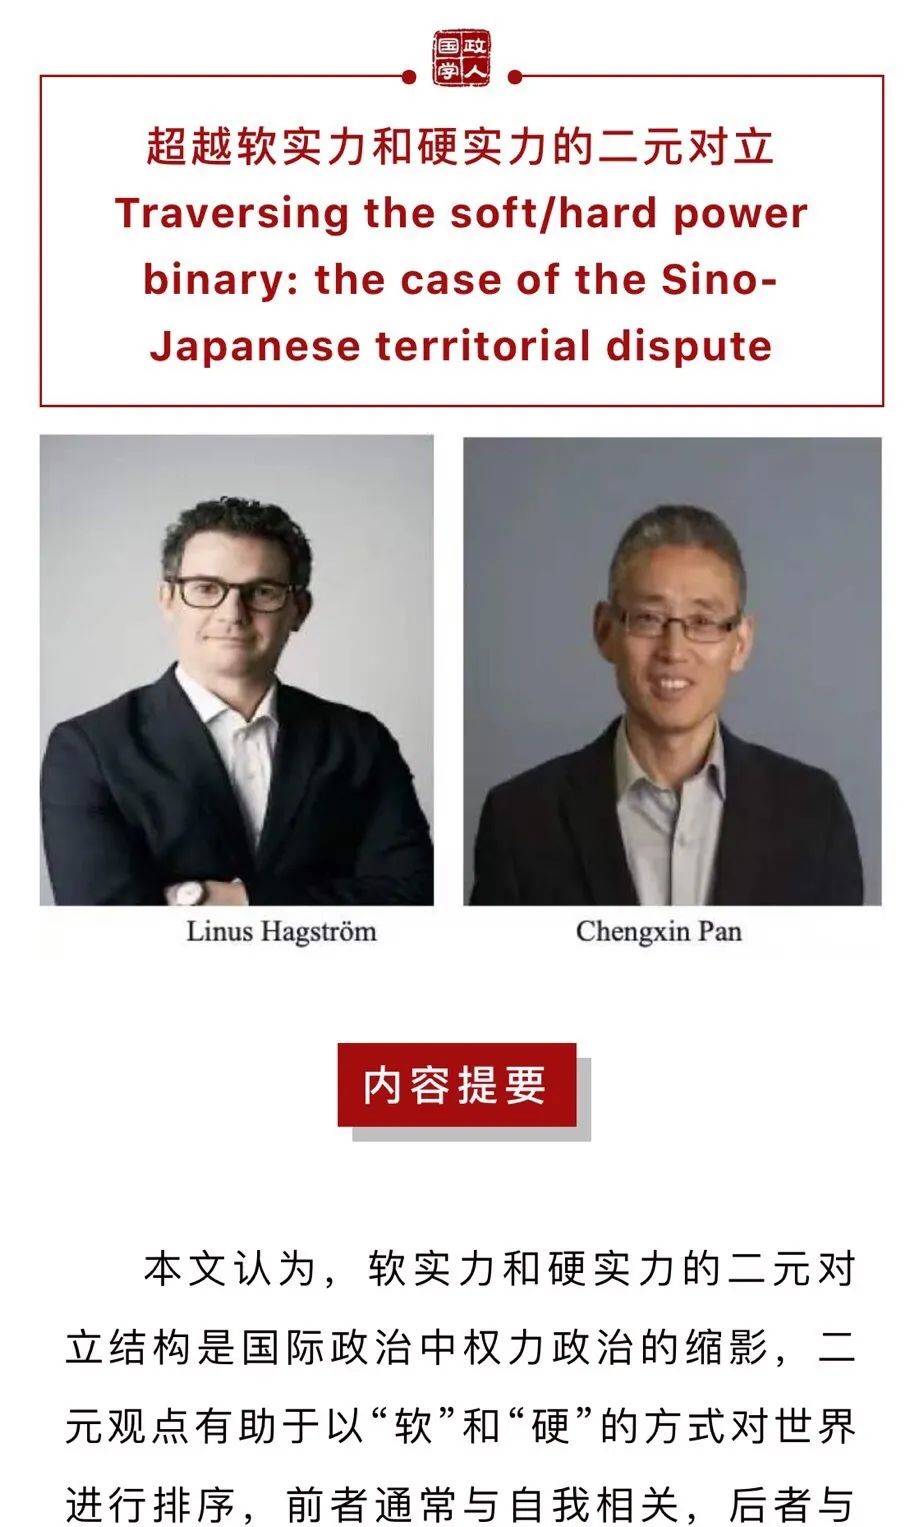 国政
学人
超越软实力和硬实力的二元对立
Traversing the soft/hard power
binary: the case of the Sino-
Japanese territorial dispute
Linus Hagström
Chengxin Pan
内容提要
本文认为，软实力和硬实力的二元对
立结构是国际政治中权力政治的缩影，二
元观点有助于以“软”和“硬”的方式对世界
进行排序，前者通常与自我相关，后者与